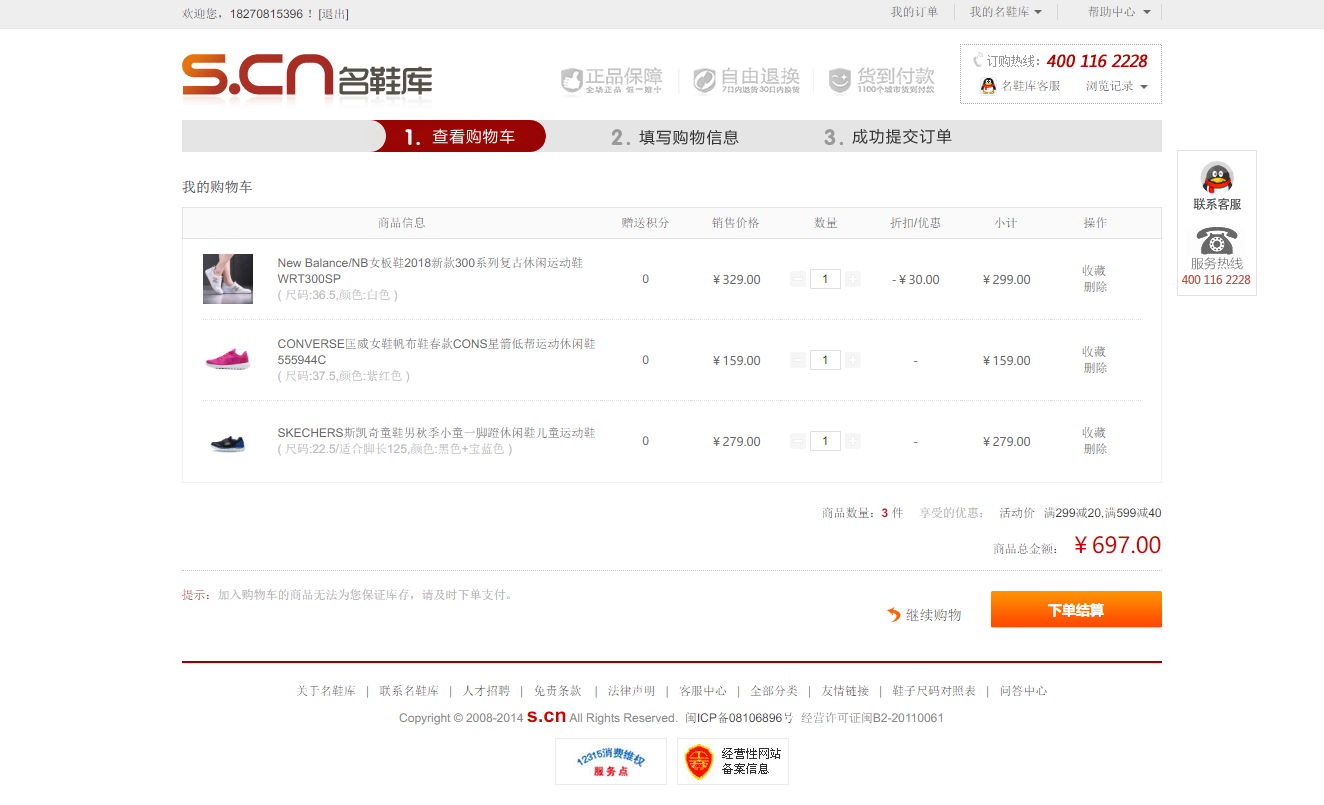 欢迎您，18270815396！[退出]
我的订单 我的名鞋库 帮助中心
s.cn 名鞋库
正品保障
全场正品 假一赔十
自由退换
7日内退货30日内换货
货到付款
1100个城市货到付款
订购热线：400 116 2228
名鞋库客服 浏览记录
1. 查看购物车 2. 填写购物信息 3. 成功提交订单
联系客服
服务热线
400 116 2228
我的购物车
商品信息 赠送积分 销售价格 数量 折扣/优惠 小计 操作
New Balance/NB女板鞋2018新款300系列复古休闲运动鞋
WRT300SP
( 尺码:36.5,颜色:白色 )
0 ¥329.00 - 1 + -¥30.00 ¥299.00
收藏
删除
CONVERSE匡威女鞋帆布鞋春款CONS星箭低帮运动休闲鞋
555944C
( 尺码:37.5,颜色:紫红色 )
0 ¥159.00 - 1 + - ¥159.00
收藏
删除
SKECHERS斯凯奇童鞋男秋季小童一脚蹬休闲鞋儿童运动鞋
( 尺码:22.5/适合脚长125,颜色:黑色+宝蓝色 )
0 ¥279.00 - 1 + - ¥279.00
收藏
删除
商品数量：3 件 享受的优惠： 活动价 满299减20,满599减40
商品总金额： ¥697.00
提示：加入购物车的商品无法为您保证库存，请及时下单支付。
继续购物 下单结算
关于名鞋库 | 联系名鞋库 | 人才招聘 | 免责条款 | 法律声明 | 客服中心 | 全部分类 | 友情链接 | 鞋子尺码对照表 | 问答中心
Copyright © 2008-2014 s.cn All Rights Reserved. 闽ICP备08106896号 经营许可证闽B2-20110061
12315消费维权
服务点
经营性网站
备案信息